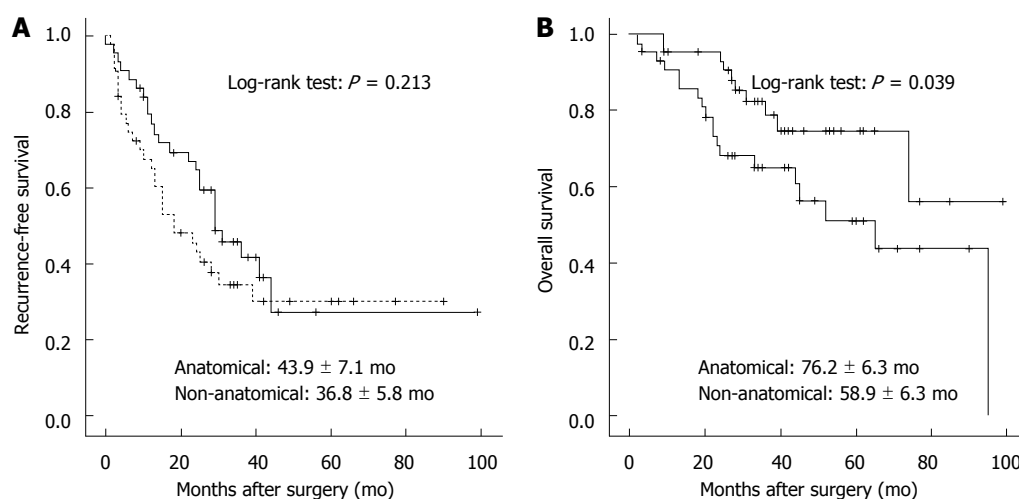 A
1.0
0.8
0.6
0.4
0.2
0.0
Recurrence-free survival
Log-rank test: P = 0.213
Anatomical: 43.9 ± 7.1 mo
Non-anatomical: 36.8 ± 5.8 mo
0 20 40 60 80 100
Months after surgery (mo)
B
1.0
0.8
0.6
0.4
0.2
0.0
Overall survival
Log-rank test: P = 0.039
Anatomical: 76.2 ± 6.3 mo
Non-anatomical: 58.9 ± 6.3 mo
0 20 40 60 80 100
Months after surgery (mo)